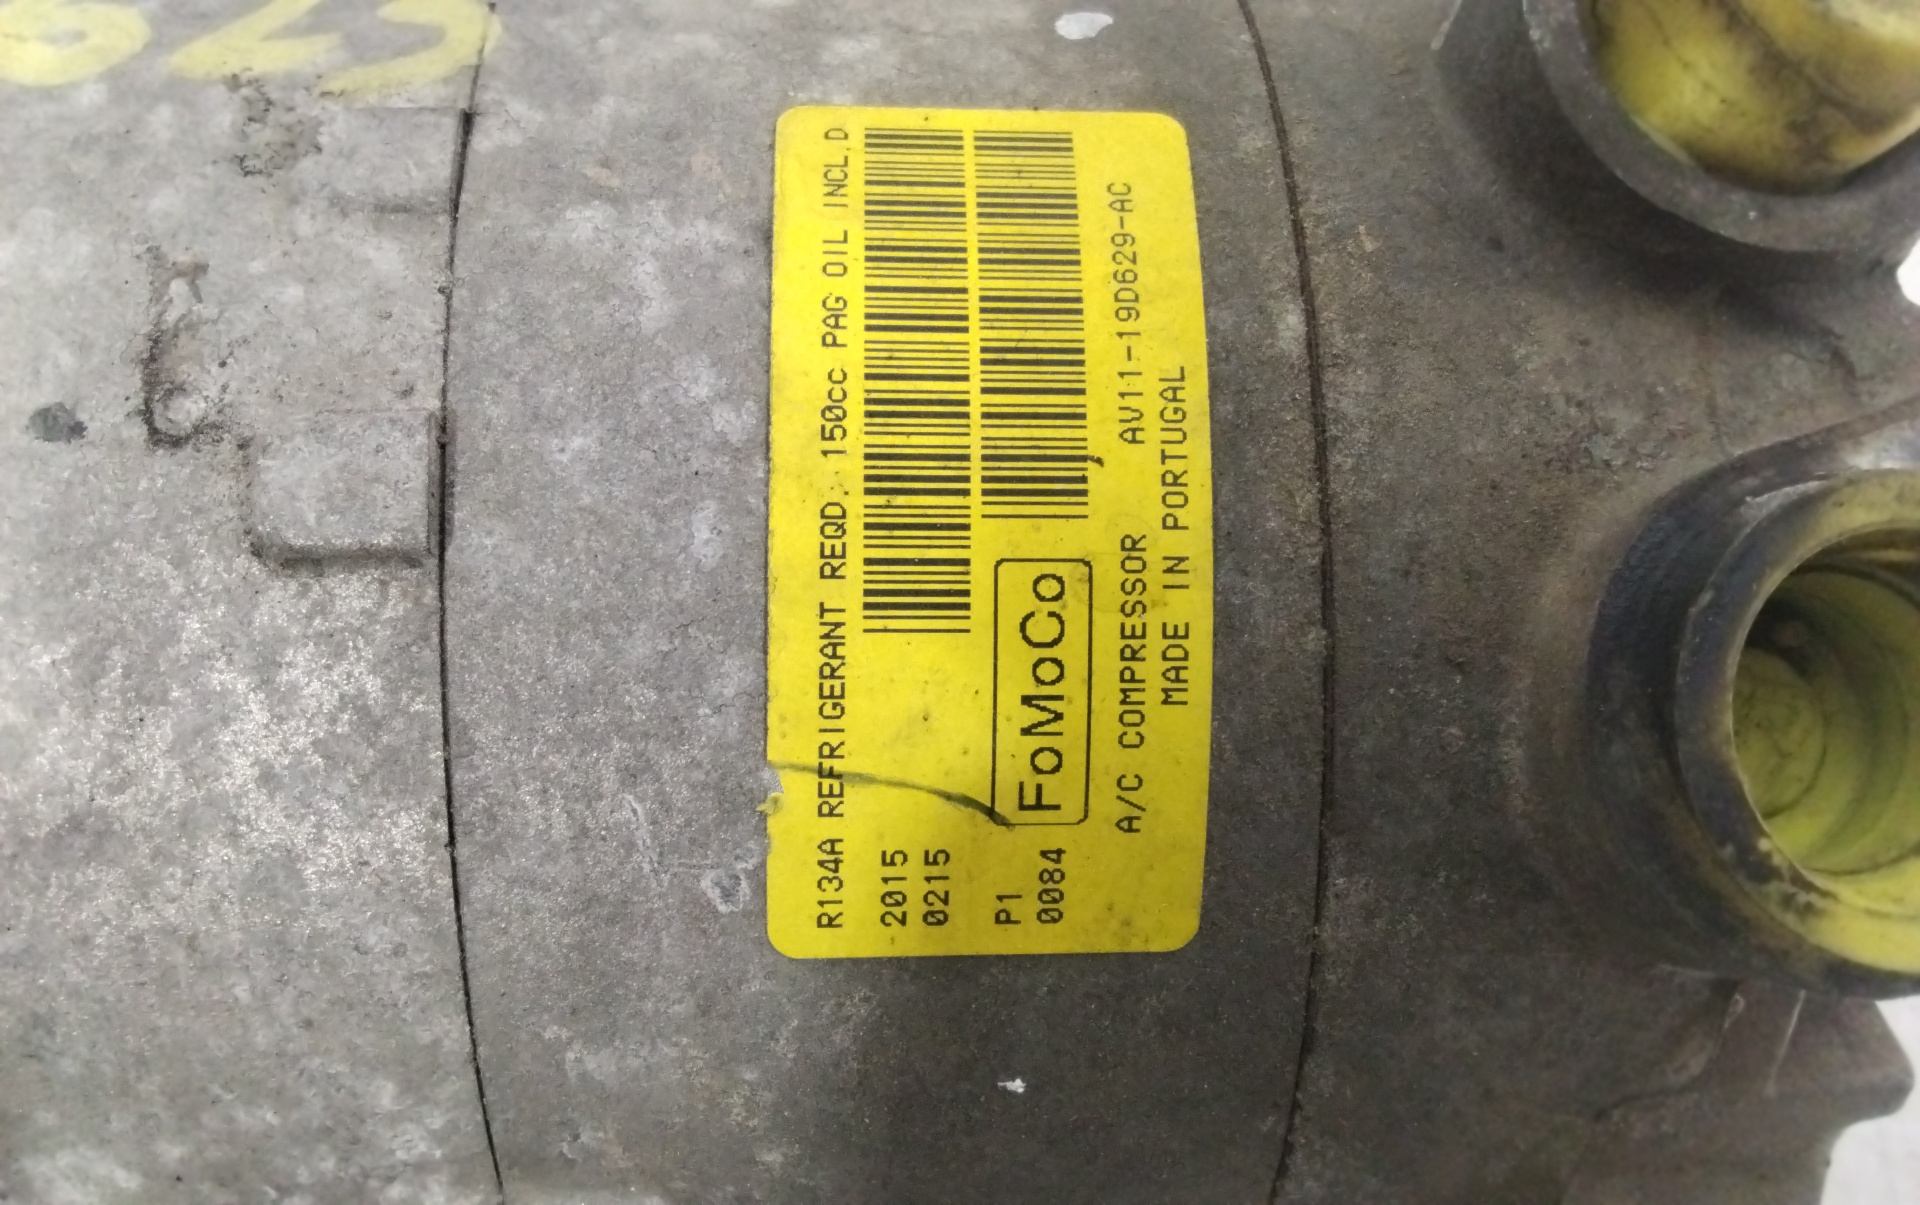 R134A REFRIGERANT REQD. 150cc PAG OIL INCL.D
2015
0215
P1
0084
FoMoCo
A/C COMPRESSOR AV11-19D629-AC
MADE IN PORTUGAL